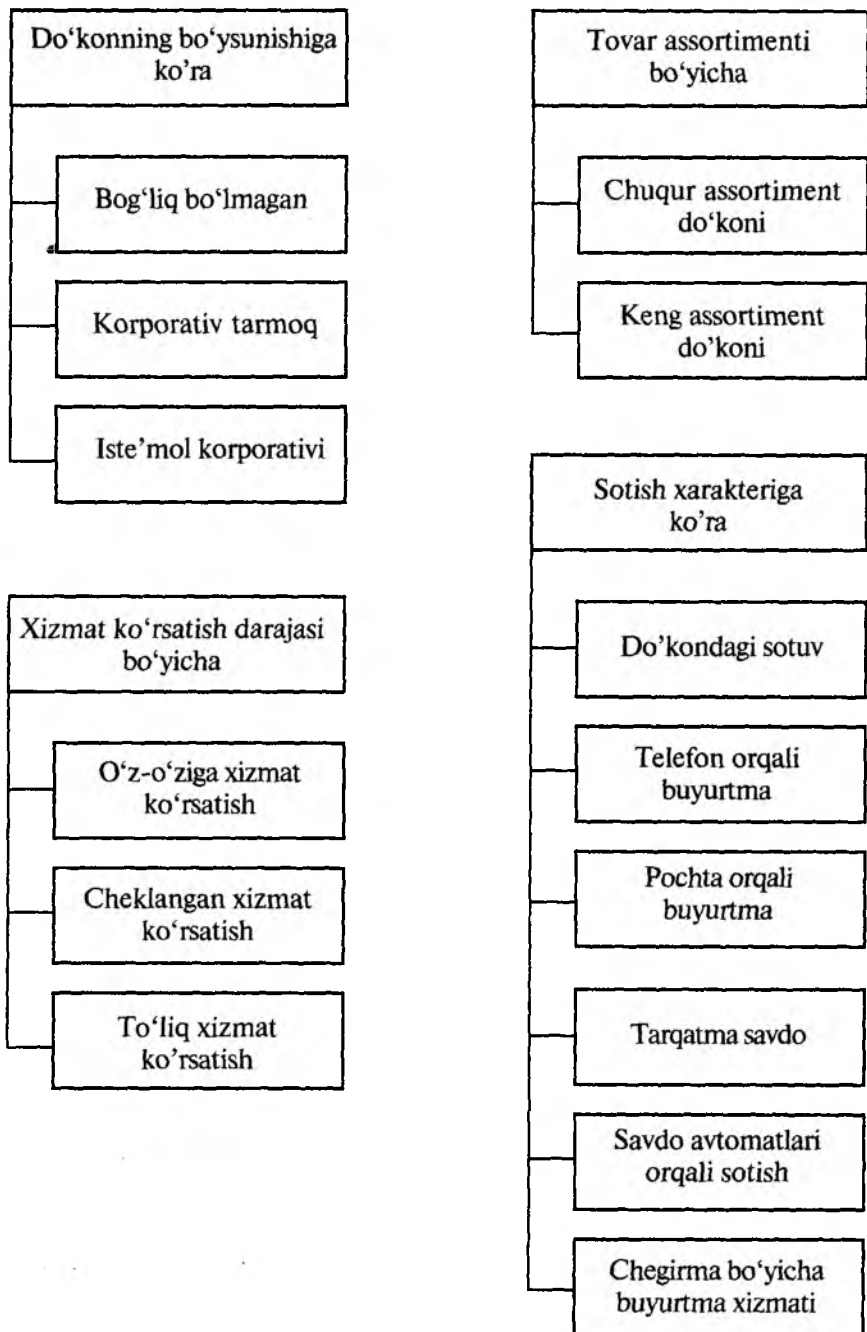 Do‘konning bo‘ysunishiga
ko’ra
Bog‘liq bo‘lmagan
Korporativ tarmoq
Iste’mol korporativi
Xizmat ko‘rsatish darajasi
bo‘yicha
O‘z-o‘ziga xizmat
ko‘rsatish
Cheklangan xizmat
ko‘rsatish
To‘liq xizmat
ko’rsatish
Tovar assortimenti
bo‘yicha
Chuqur assortiment
do‘koni
Keng assortiment
do’koni
Sotish xarakteriga
ko’ra
Do’kondagi sotuv
Telefon orqali
buyurtma
Pochta orqali
buyurtma
Tarqatma savdo
Savdo avtomatlari
orqali sotish
Chegirma bo‘yicha
buyurtma xizmati